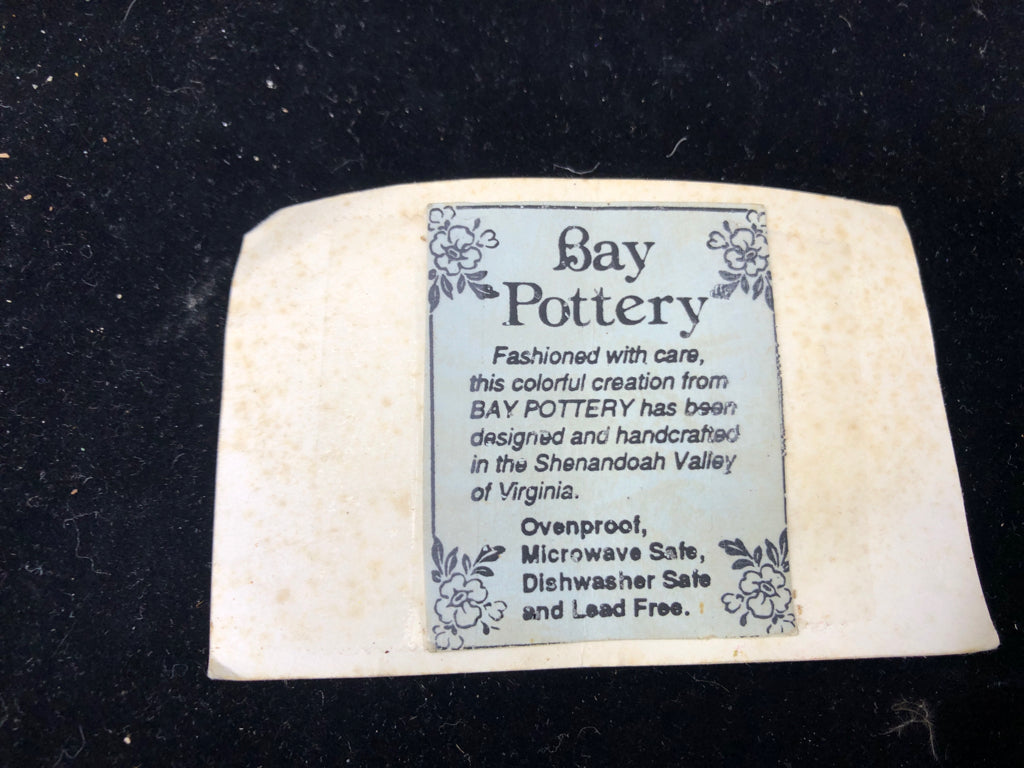 Bay
Pottery
Fashioned with care,
this colorful creation from
BAY POTTERY has been
designed and handcrafted
in the Shenandoah Valley
of Virginia.
Ovenproof,
Microwave Safe,
Dishwasher Safe
and Lead Free.